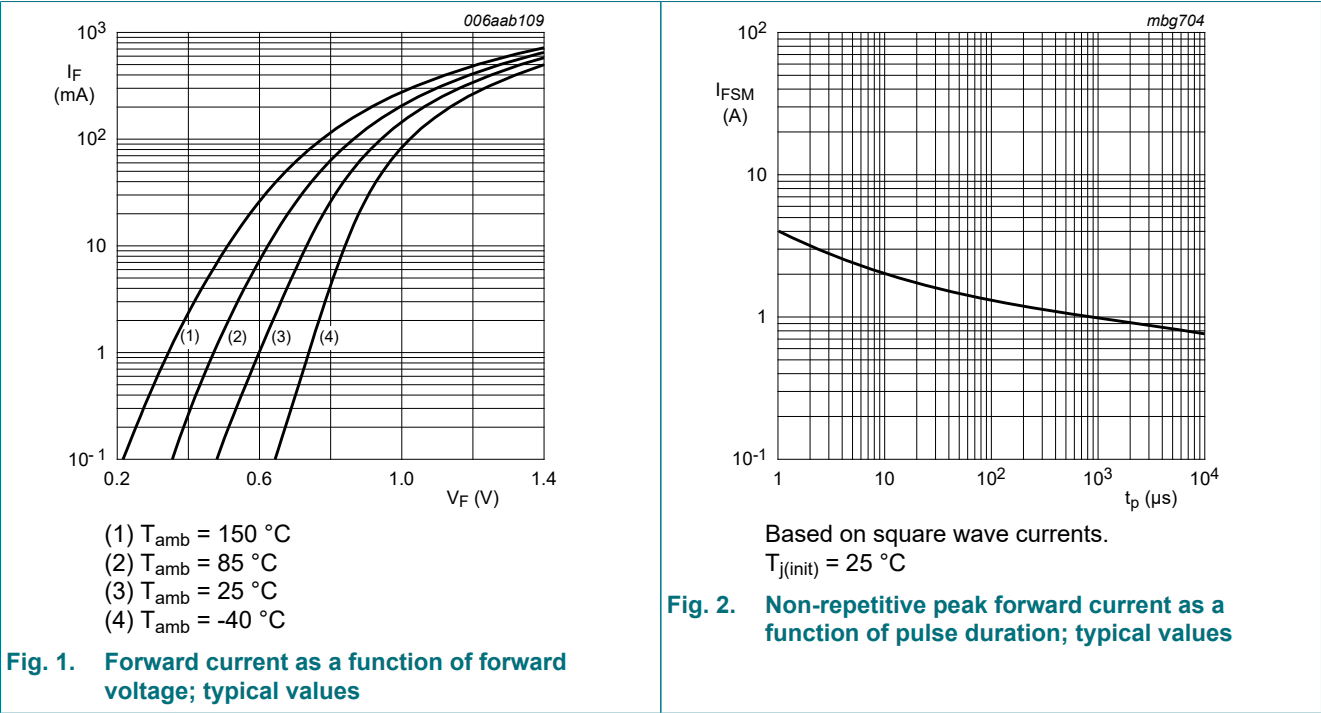 006aab109
10³
I_F
(mA)
10²
10
1
10⁻¹
(1) (2) (3) (4)
0.2 0.6 1.0 1.4
V_F (V)
(1) T_amb = 150 °C
(2) T_amb = 85 °C
(3) T_amb = 25 °C
(4) T_amb = -40 °C
Fig. 1. Forward current as a function of forward
voltage; typical values
mbg704
10²
I_FSM
(A)
10
1
10⁻¹
1 10 10² 10³ 10⁴
t_p (µs)
Based on square wave currents.
T_j(init) = 25 °C
Fig. 2. Non-repetitive peak forward current as a
function of pulse duration; typical values